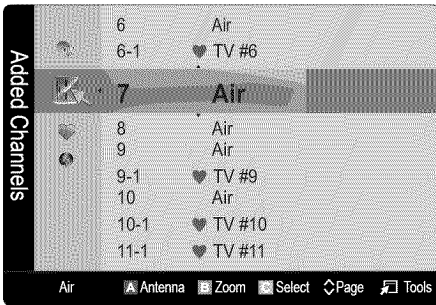 Added Channels
6 Air
6-1 ♥ TV #6
7 Air
8 Air
9 Air
9-1 ♥ TV #9
10 Air
10-1 ♥ TV #10
11-1 ♥ TV #11
Air A Antenna B Zoom C Select Page Tools